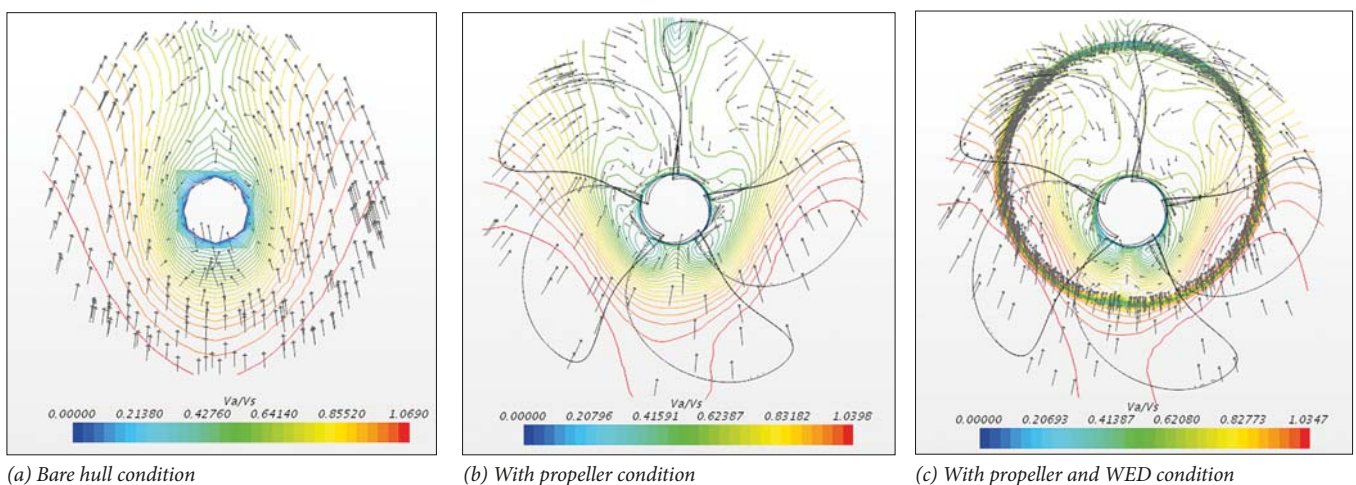 Va/Vs
0.00000 0.21380 0.42760 0.64140 0.85520 1.0690
(a) Bare hull condition
Va/Vs
0.00000 0.20796 0.41591 0.62387 0.83182 1.0398
(b) With propeller condition
Va/Vs
0.00000 0.20693 0.41387 0.62080 0.82773 1.0347
(c) With propeller and WED condition